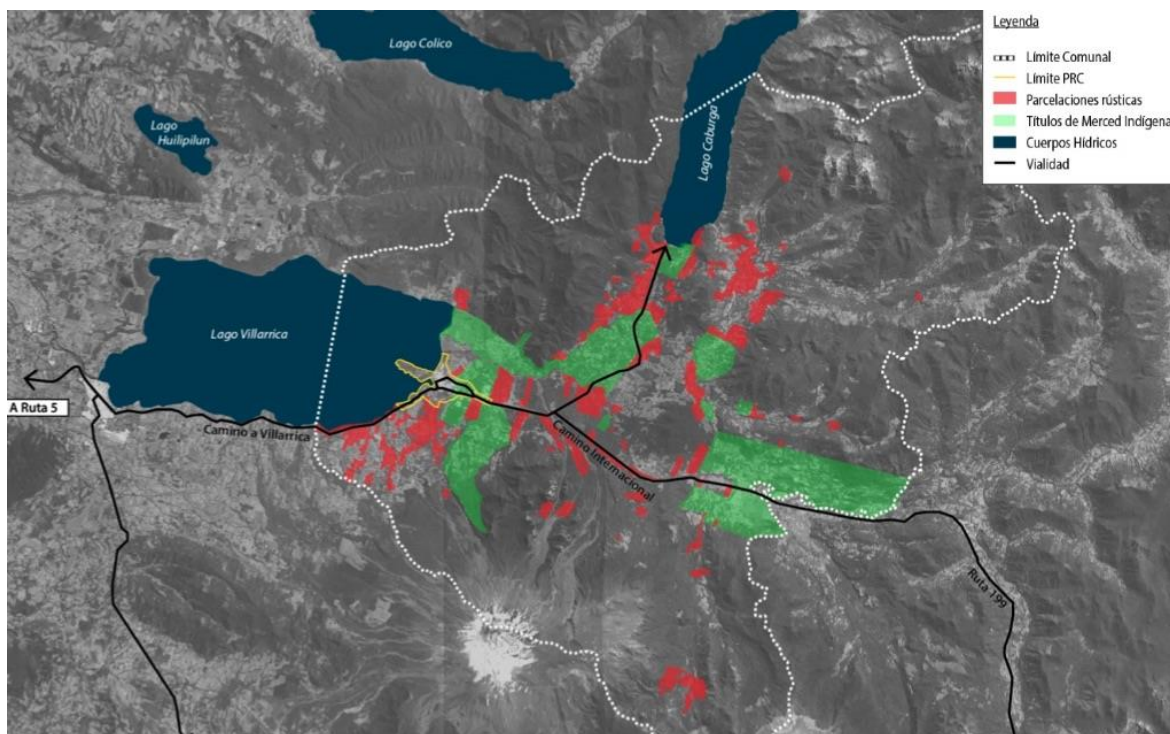 Leyenda
Límite Comunal
Límite PRC
Parcelaciones rústicas
Títulos de Merced Indígena
Cuerpos Hídricos
Vialidad
Lago Colico
Lago
Huilipilun
Lago Caburga
Lago Villarrica
A Ruta 5
Camino a Villarrica
Camino Internacional
Ruta 199